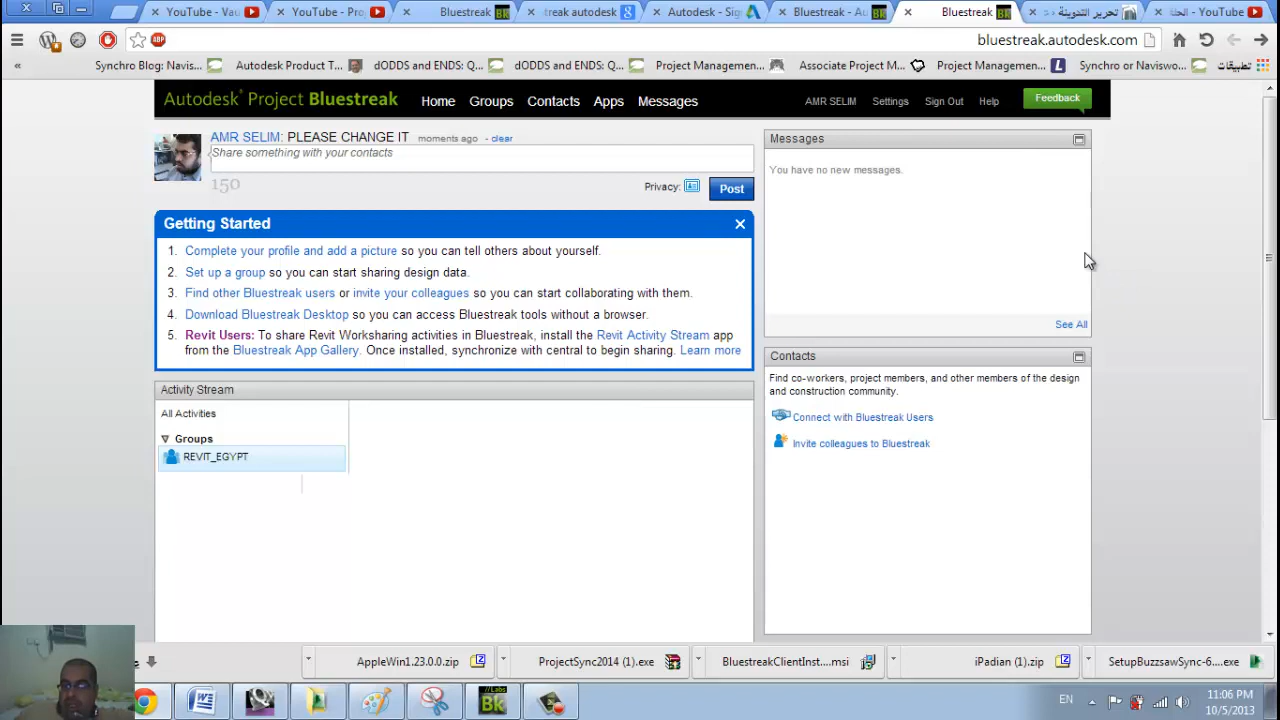 YouTube - Vau
YouTube - Proj
Bluestreak
treak autodesk
Autodesk - Sig
Bluestreak - Au
Bluestreak
تحرير التدوينة
YouTube - الحلة
bluestreak.autodesk.com
«
Synchro Blog: Navis...
Autodesk Product T...
dODDS and ENDS: Q...
dODDS and ENDS: Q...
Project Managemen...
Associate Project M...
Project Managemen...
Synchro or Naviswo...
تطبيقات
Autodesk® Project Bluestreak
Home
Groups
Contacts
Apps
Messages
AMR SELIM
Settings
Sign Out
Help
Feedback
AMR SELIM: PLEASE CHANGE IT moments ago - clear
Share something with your contacts
150
Privacy:
Post
Getting Started
1. Complete your profile and add a picture so you can tell others about yourself.
2. Set up a group so you can start sharing design data.
3. Find other Bluestreak users or invite your colleagues so you can start collaborating with them.
4. Download Bluestreak Desktop so you can access Bluestreak tools without a browser.
5. Revit Users: To share Revit Worksharing activities in Bluestreak, install the Revit Activity Stream app
from the Bluestreak App Gallery. Once installed, synchronize with central to begin sharing. Learn more
Activity Stream
All Activities
Groups
REVIT_EGYPT
Messages
You have no new messages.
See All
Contacts
Find co-workers, project members, and other members of the design
and construction community.
Connect with Bluestreak Users
Invite colleagues to Bluestreak
AppleWin1.23.0.0.zip
ProjectSync2014 (1).exe
BluestreakClientInst....msi
iPadian (1).zip
SetupBuzzsawSync-6....exe
//Labs
Bk
EN
11:06 PM
10/5/2013